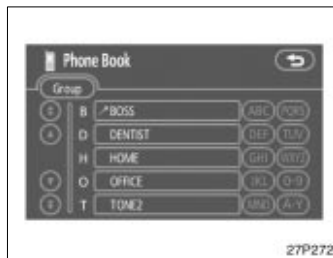 Phone Book
Group
B BOSS ABC PQRS
D DENTIST DEF TUV
H HOME GHI WXYZ
O OFFICE JKL 0-9
T TONE2 MNO A-Y
27P272